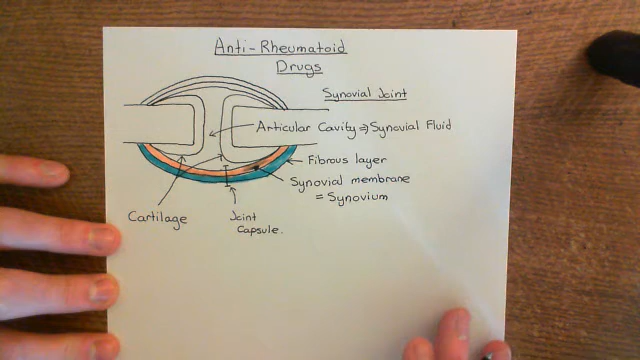 Anti-Rheumatoid
Drugs
Synovial Joint
Articular Cavity ⇒ Synovial Fluid
Fibrous layer
Synovial membrane
= Synovium
Cartilage
Joint
Capsule.